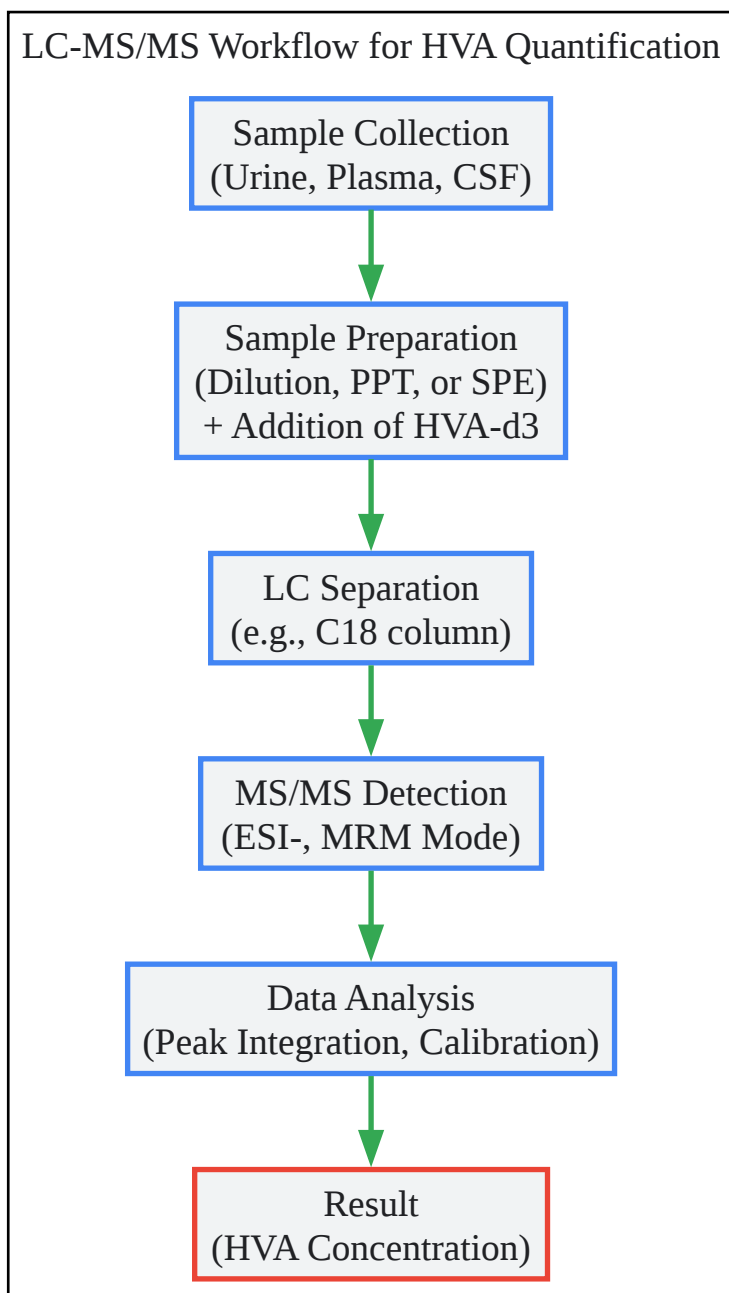 LC-MS/MS Workflow for HVA Quantification
Sample Collection
(Urine, Plasma, CSF)
Sample Preparation
(Dilution, PPT, or SPE)
+ Addition of HVA-d3
LC Separation
(e.g., C18 column)
MS/MS Detection
(ESI-, MRM Mode)
Data Analysis
(Peak Integration, Calibration)
Result
(HVA Concentration)